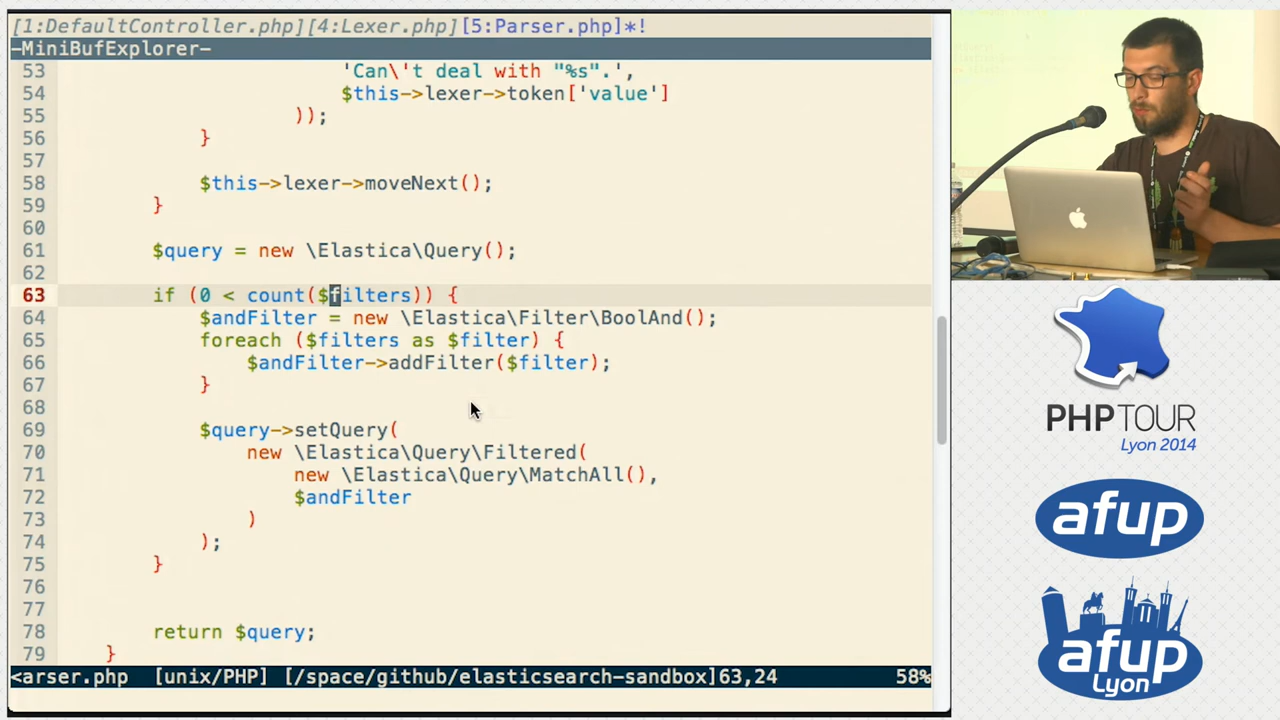 [1:DefaultController.php][4:Lexer.php][5:Parser.php]*!
-MiniBufExplorer-
53 'Can\'t deal with "%s".',
54 $this->lexer->token['value']
55 ));
56 }
57
58 $this->lexer->moveNext();
59 }
60
61 $query = new \Elastica\Query();
62
63 if (0 < count($filters)) {
64 $andFilter = new \Elastica\Filter\BoolAnd();
65 foreach ($filters as $filter) {
66 $andFilter->addFilter($filter);
67 }
68
69 $query->setQuery(
70 new \Elastica\Query\Filtered(
71 new \Elastica\Query\MatchAll(),
72 $andFilter
73 )
74 );
75 }
76
77
78 return $query;
79 }
<arser.php [unix/PHP] [/space/github/elasticsearch-sandbox]63,24 58%
PHP TOUR
Lyon 2014
afup
afup
Lyon